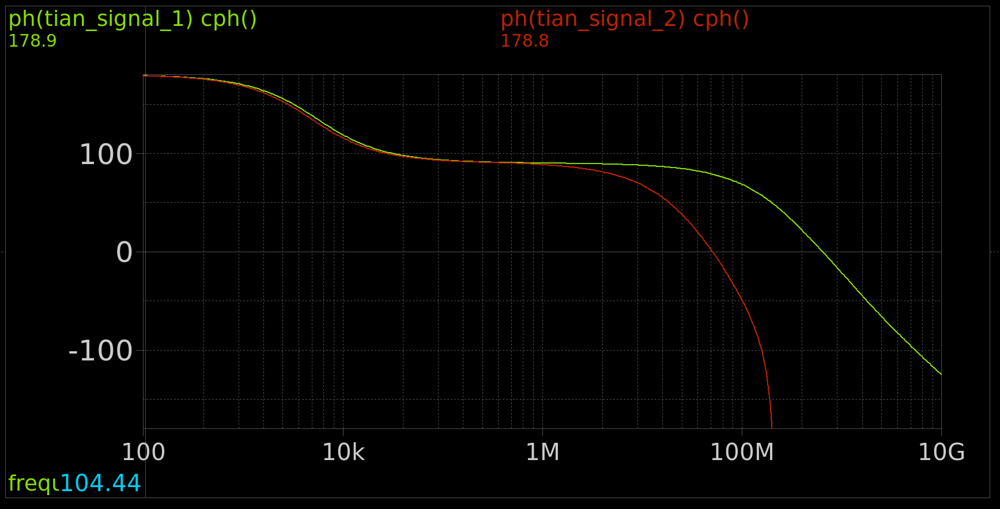 ph(tian_signal_1) cph()
178.9
ph(tian_signal_2) cph()
178.8
100
0
-100
100 10k 1M 100M 10G
104.44